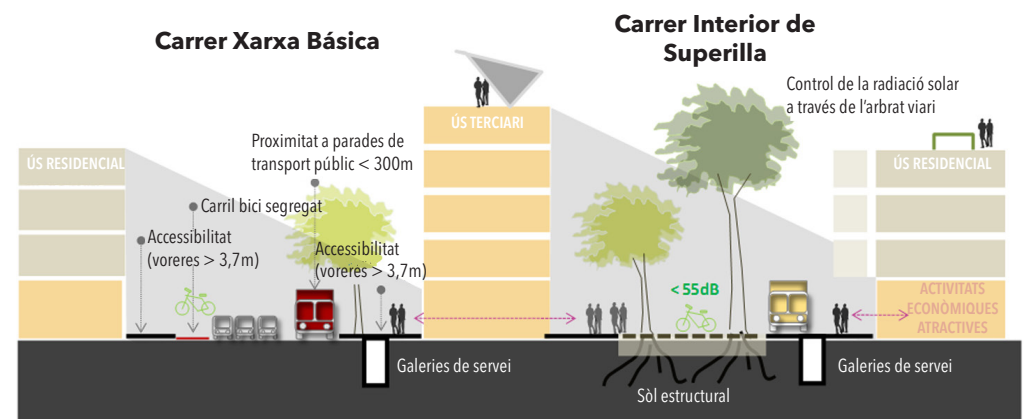 Carrer Xarxa Básica
Carrer Interior de
Superilla
Control de la radiació solar
a través de l'arbrat viari
ÚS TERCIARI
Proximitat a parades de
transport públic < 300m
ÚS RESIDENCIAL
ÚS RESIDENCIAL
Carril bici segregat
Accessibilitat
(voreres > 3,7m)
Accessibilitat
(voreres > 3,7m)
< 55dB
ACTIVITATS
ECONÒMIQUES
ATRACTIVES
Galeries de servei
Galeries de servei
Sòl estructural